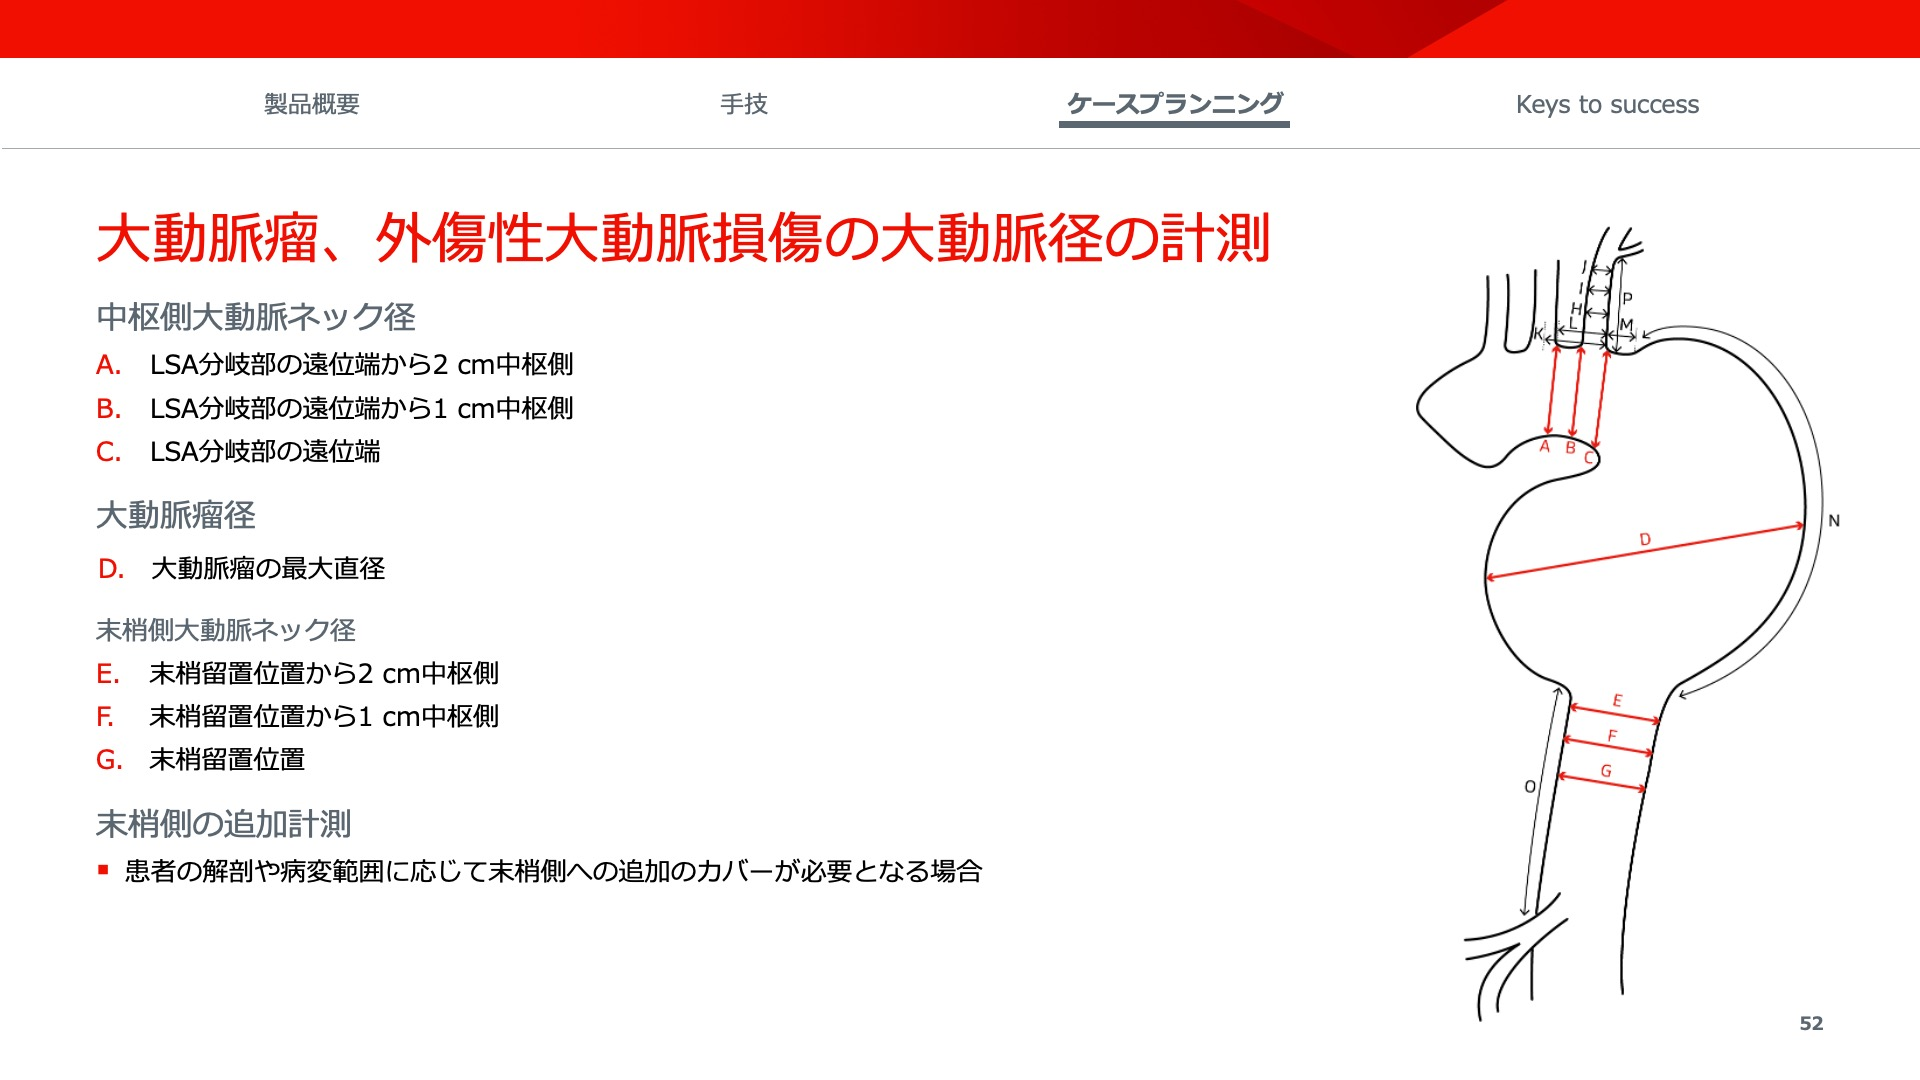 製品概要
手技
ケースプランニング
Keys to success
大動脈瘤、外傷性大動脈損傷の大動脈径の計測
中枢側大動脈ネック径
A. LSA分岐部の遠位端から2 cm中枢側
B. LSA分岐部の遠位端から1 cm中枢側
C. LSA分岐部の遠位端
大動脈瘤径
D. 大動脈瘤の最大直径
末梢側大動脈ネック径
E. 末梢留置位置から2 cm中枢側
F. 末梢留置位置から1 cm中枢側
G. 末梢留置位置
末梢側の追加計測
▪ 患者の解剖や病変範囲に応じて末梢側への追加のカバーが必要となる場合
J
I
P
H
L
M
K
A
B
C
N
D
E
F
G
O
52